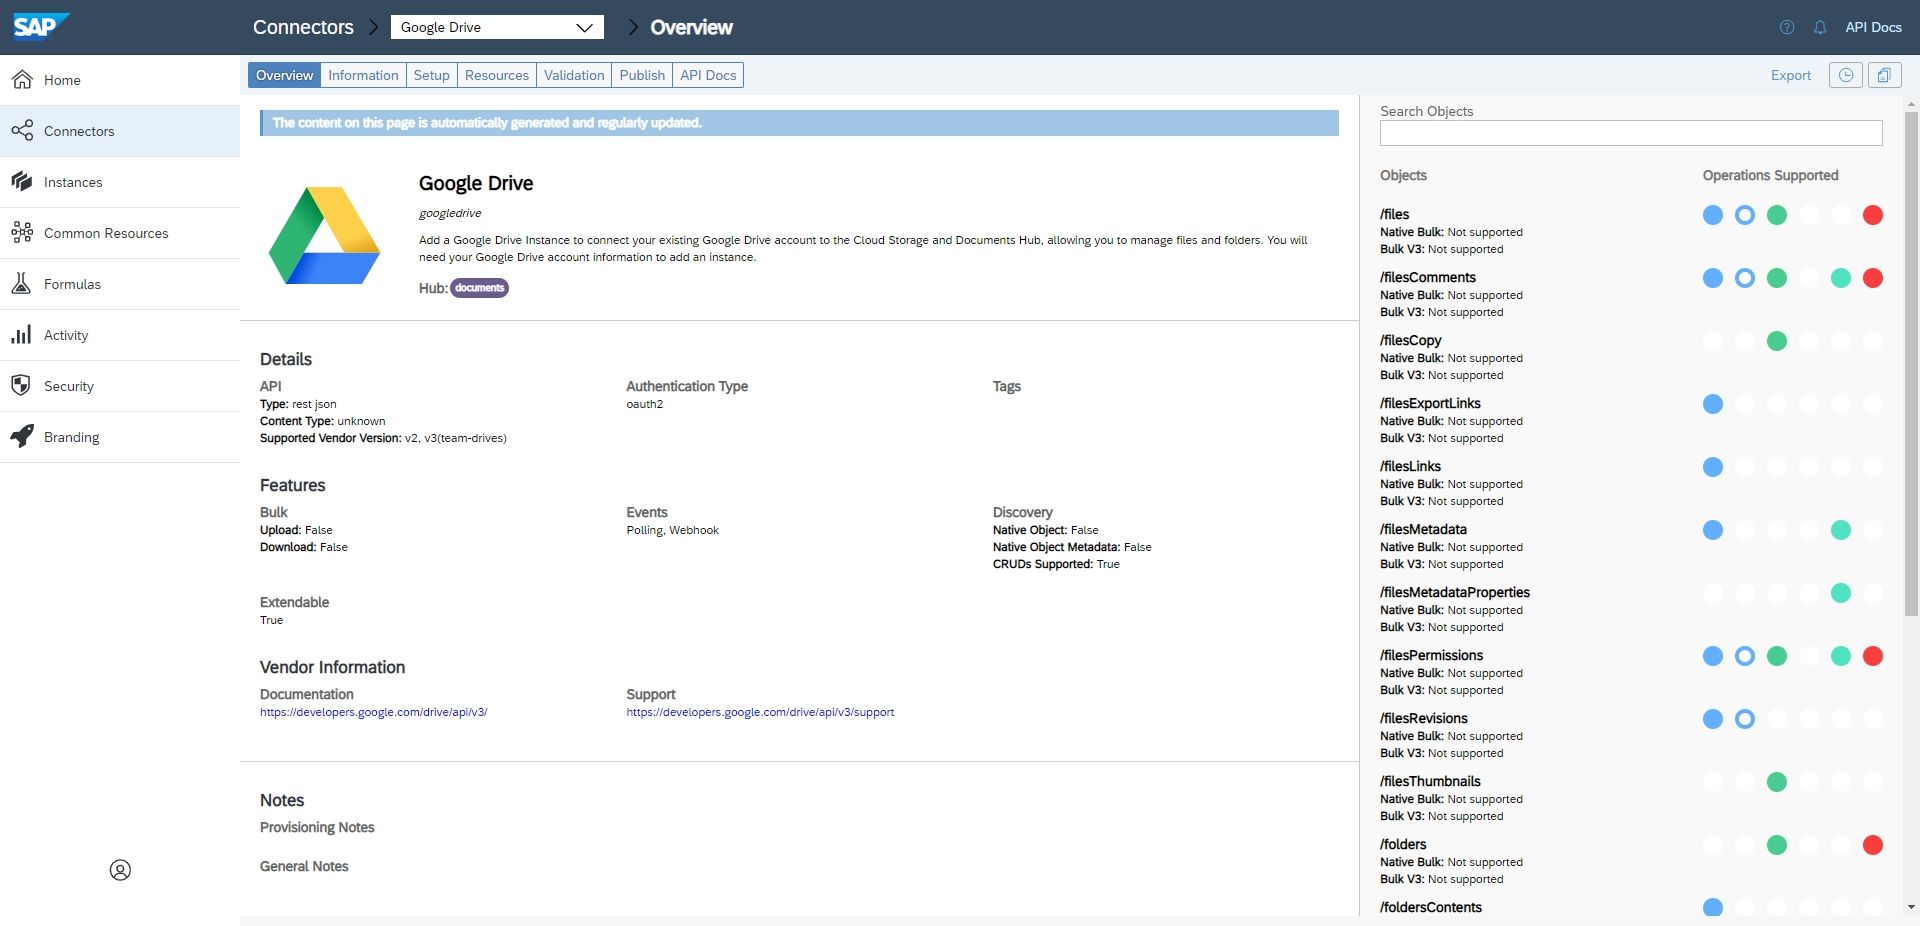 SAP
Connectors
Google Drive
Overview
API Docs
Home
Connectors
Instances
Common Resources
Formulas
Activity
Security
Branding
Overview
Information
Setup
Resources
Validation
Publish
API Docs
Export
The content on this page is automatically generated and regularly updated.
Google Drive
googledrive
Add a Google Drive Instance to connect your existing Google Drive account to the Cloud Storage and Documents Hub, allowing you to manage files and folders. You will
need your Google Drive account information to add an instance.
Hub: documents
Details
API
Type: rest json
Content Type: unknown
Supported Vendor Version: v2, v3(team-drives)
Authentication Type
oauth2
Tags
Features
Bulk
Upload: False
Download: False
Events
Polling, Webhook
Discovery
Native Object: False
Native Object Metadata: False
CRUDs Supported: True
Extendable
True
Vendor Information
Documentation
https://developers.google.com/drive/api/v3/
Support
https://developers.google.com/drive/api/v3/support
Notes
Provisioning Notes
General Notes
Search Objects
Objects
Operations Supported
/files
Native Bulk: Not supported
Bulk V3: Not supported
/filesComments
Native Bulk: Not supported
Bulk V3: Not supported
/filesCopy
Native Bulk: Not supported
Bulk V3: Not supported
/filesExportLinks
Native Bulk: Not supported
Bulk V3: Not supported
/filesLinks
Native Bulk: Not supported
Bulk V3: Not supported
/filesMetadata
Native Bulk: Not supported
Bulk V3: Not supported
/filesMetadataProperties
Native Bulk: Not supported
Bulk V3: Not supported
/filesPermissions
Native Bulk: Not supported
Bulk V3: Not supported
/filesRevisions
Native Bulk: Not supported
Bulk V3: Not supported
/filesThumbnails
Native Bulk: Not supported
Bulk V3: Not supported
/folders
Native Bulk: Not supported
Bulk V3: Not supported
/foldersContents